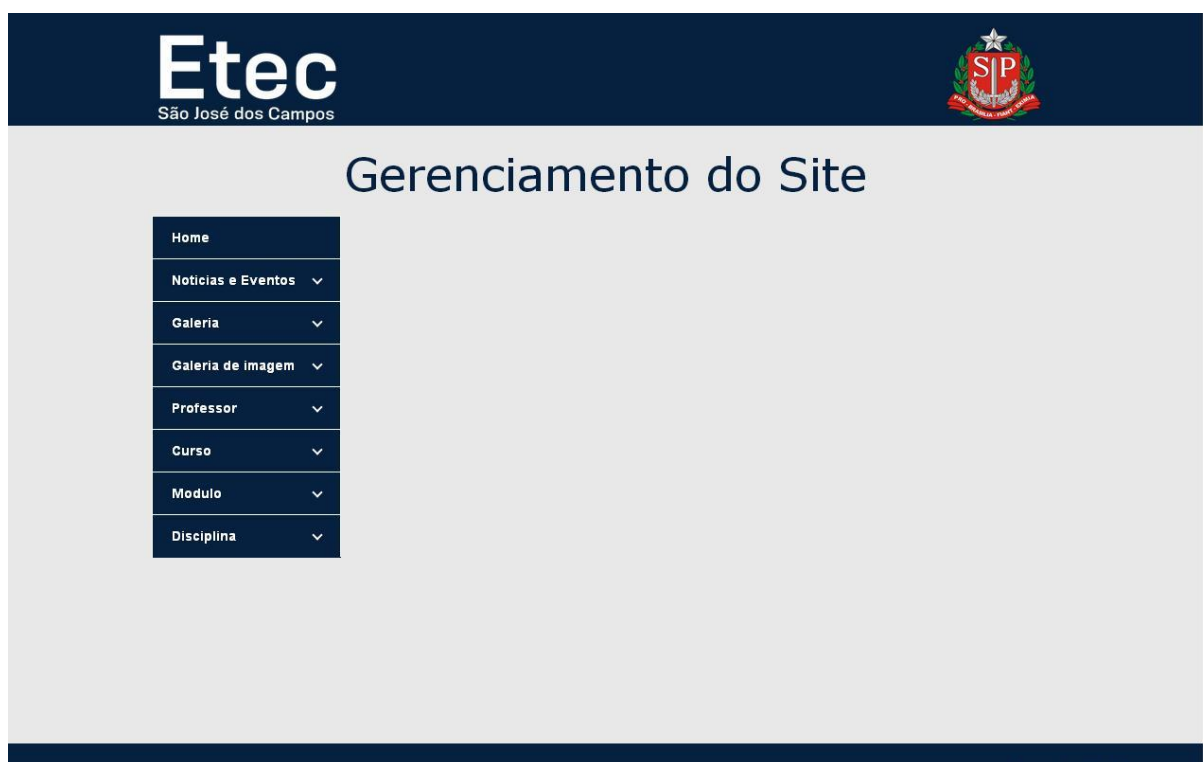 Etec
São José dos Campos
SP
PRO · BRASILIA · FIANT · EXIMIA
Gerenciamento do Site
Home
Noticias e Eventos
Galeria
Galeria de imagem
Professor
Curso
Modulo
Disciplina